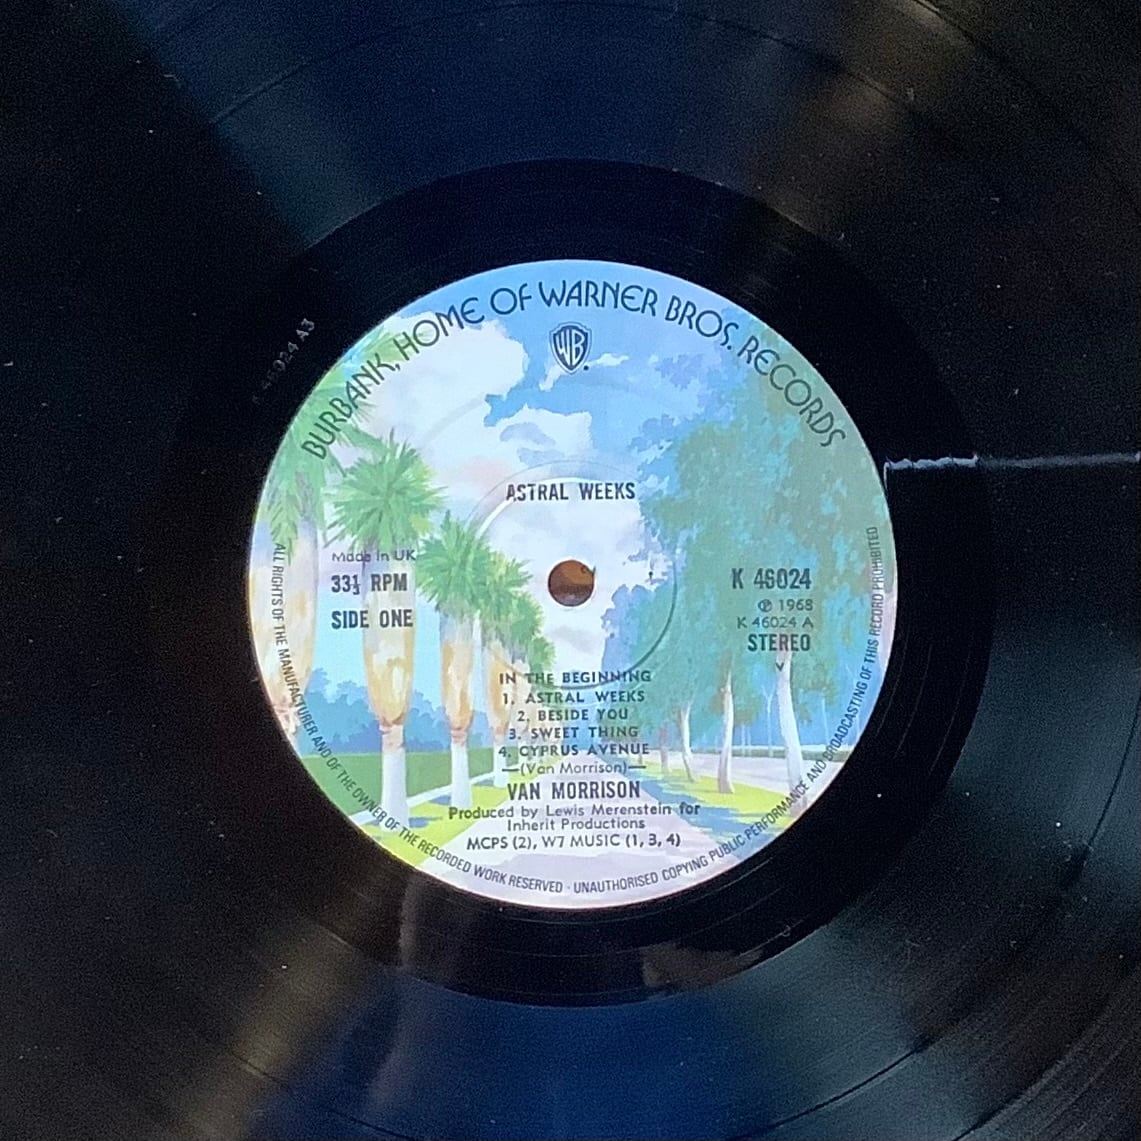 BURBANK, HOME OF WARNER BROS. RECORDS
WB
ASTRAL WEEKS
Made in UK
33⅓ RPM
SIDE ONE
K 46024
℗ 1968
K 46024 A
STEREO
IN THE BEGINNING
1. ASTRAL WEEKS
2. BESIDE YOU
3. SWEET THING
4. CYPRUS AVENUE
—(Van Morrison)—
VAN MORRISON
Produced by Lewis Merenstein for
Inherit Productions
MCPS (2), W7 MUSIC (1, 3, 4)
ALL RIGHTS OF THE MANUFACTURER AND OF THE OWNER OF THE RECORDED WORK RESERVED · UNAUTHORISED COPYING PUBLIC PERFORMANCE AND BROADCASTING OF THIS RECORD PROHIBITED